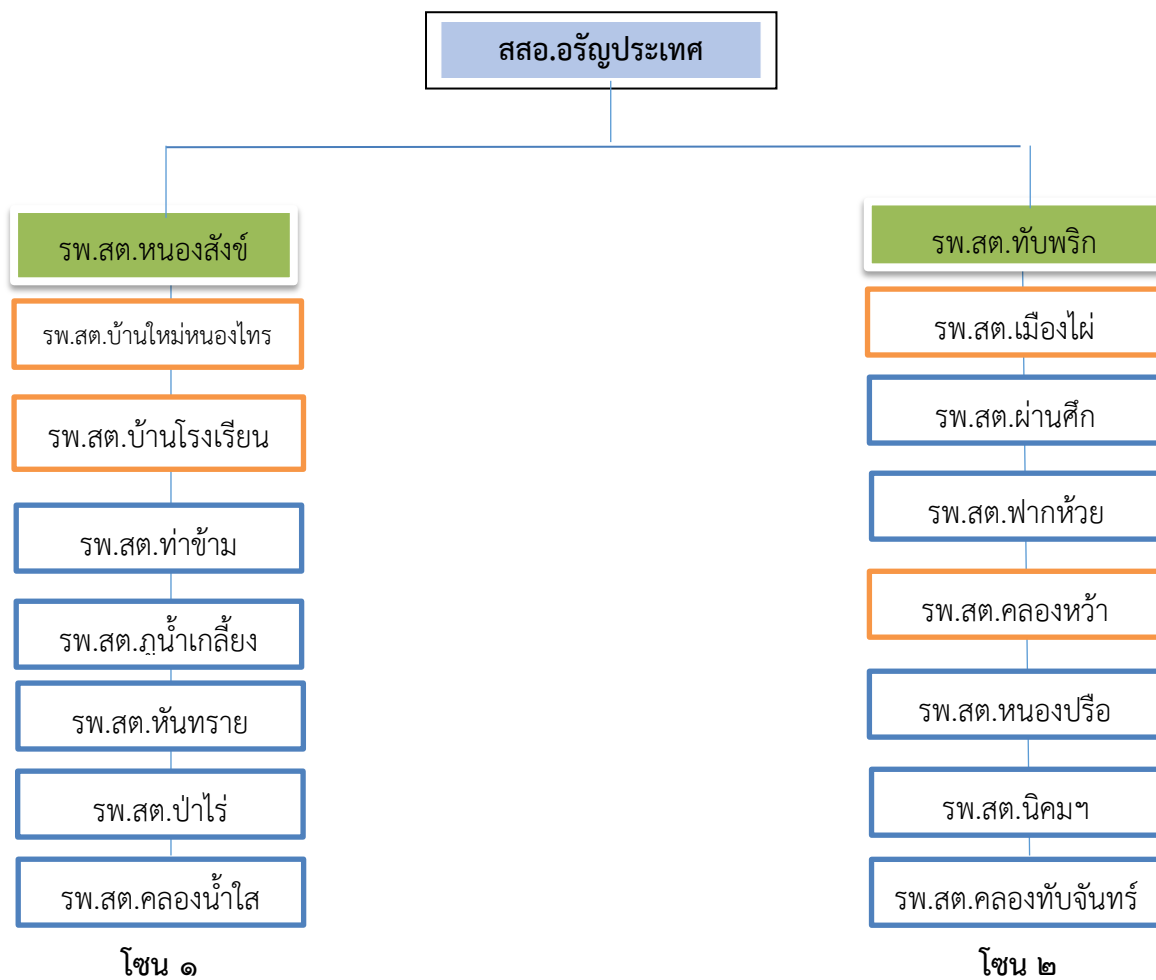 สสอ.อรัญประเทศ
รพ.สต.หนองสังข์
รพ.สต.บ้านใหม่หนองไทร
รพ.สต.บ้านโรงเรียน
รพ.สต.ท่าข้าม
รพ.สต.ภูน้ำเกลี้ยง
รพ.สต.หันทราย
รพ.สต.ป่าไร่
รพ.สต.คลองน้ำใส
โซน ๑
รพ.สต.ทับพริก
รพ.สต.เมืองไผ่
รพ.สต.ผ่านศึก
รพ.สต.ฟากห้วย
รพ.สต.คลองหว้า
รพ.สต.หนองปรือ
รพ.สต.นิคมฯ
รพ.สต.คลองทับจันทร์
โซน ๒